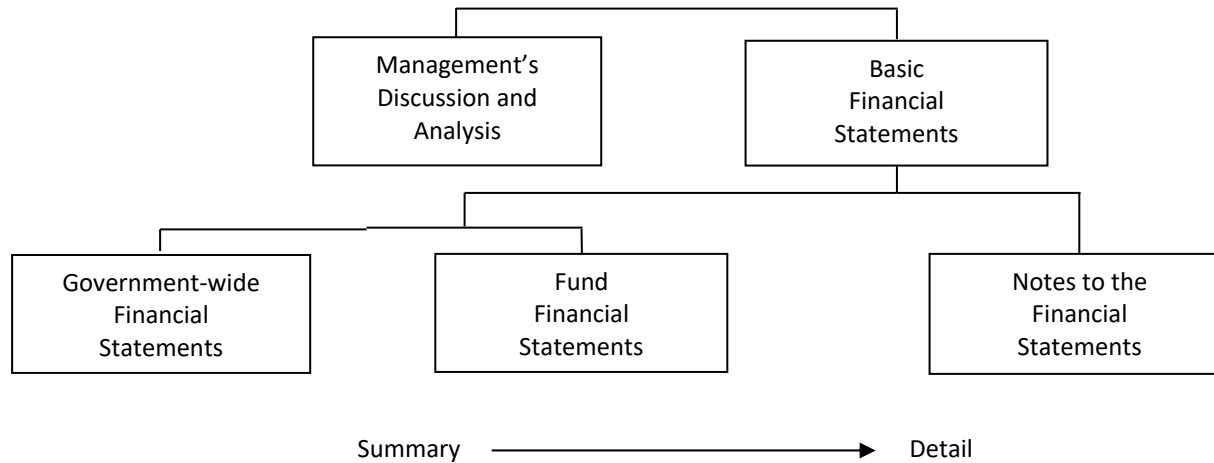 Management’s
Discussion and
Analysis
Basic
Financial
Statements
Government-wide
Financial
Statements
Fund
Financial
Statements
Notes to the
Financial
Statements
Summary
Detail